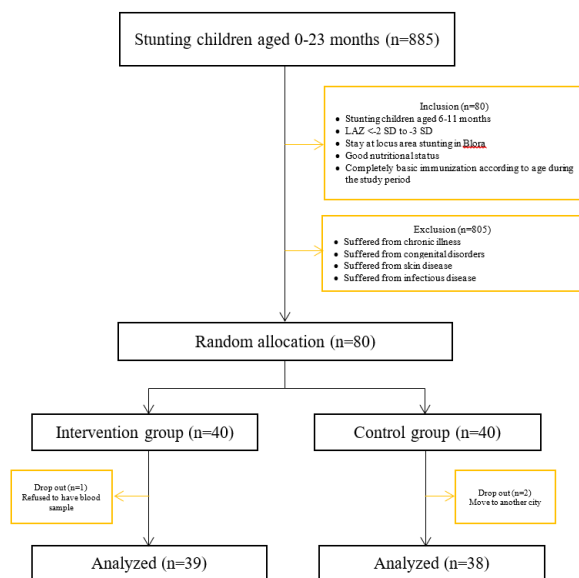 Stunting children aged 0-23 months (n=885)
Inclusion (n=80)
• Stunting children aged 6-11 months
• LAZ <-2 SD to -3 SD
• Stay at locus area stunting in Blora
• Good nutritional status
• Completely basic immunization according to age during
the study period
Exclusion (n=805)
• Suffered from chronic illness
• Suffered from congenital disorders
• Suffered from skin disease
• Suffered from infectious disease
Random allocation (n=80)
Intervention group (n=40)
Control group (n=40)
Drop out (n=1)
Refused to have blood
sample
Drop out (n=2)
Move to another city
Analyzed (n=39)
Analyzed (n=38)